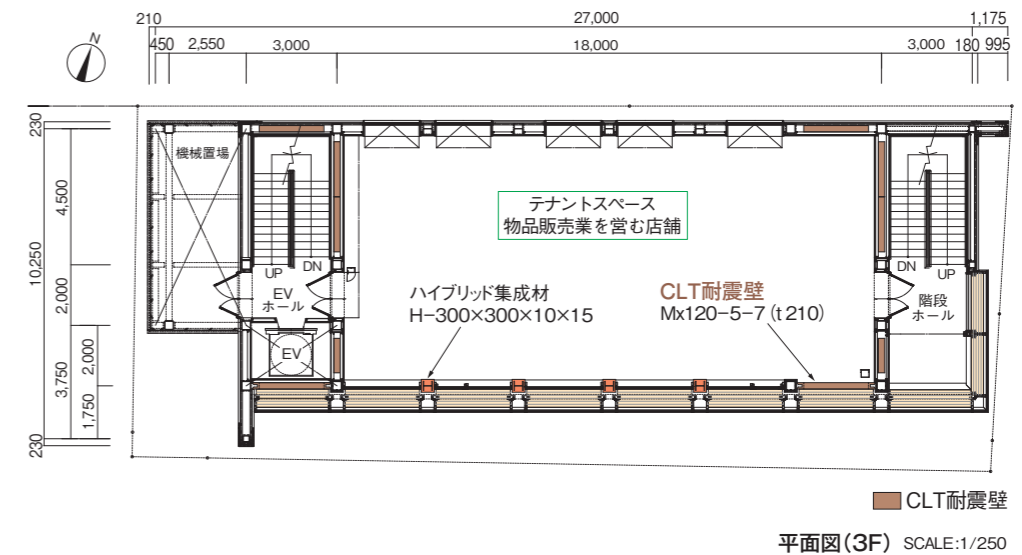 210
27,000
1,175
450
2,550
3,000
18,000
3,000
180
995
N
230
4,500
10,250
2,000
3,750
2,000
1,750
230
機械置場
テナントスペース
物品販売業を営む店舗
UP
DN
EV
ホール
EV
ハイブリッド集成材
H-300×300×10×15
CLT耐震壁
Mx120-5-7 (t210)
DN
UP
階段
ホール
CLT耐震壁
平面図(3F) SCALE:1/250